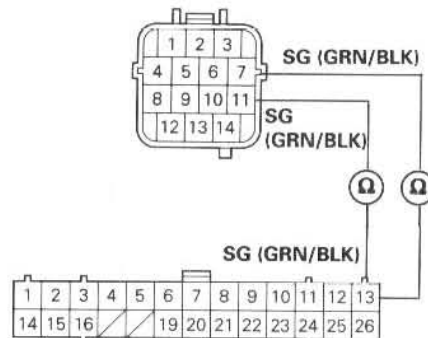 1 2 3
4 5 6 7
8 9 10 11
12 13 14
SG (GRN/BLK)
SG
(GRN/BLK)
Ω Ω
SG (GRN/BLK)
1 2 3 4 5 6 7 8 9 10 11 12 13
14 15 16 19 20 21 22 23 24 25 26